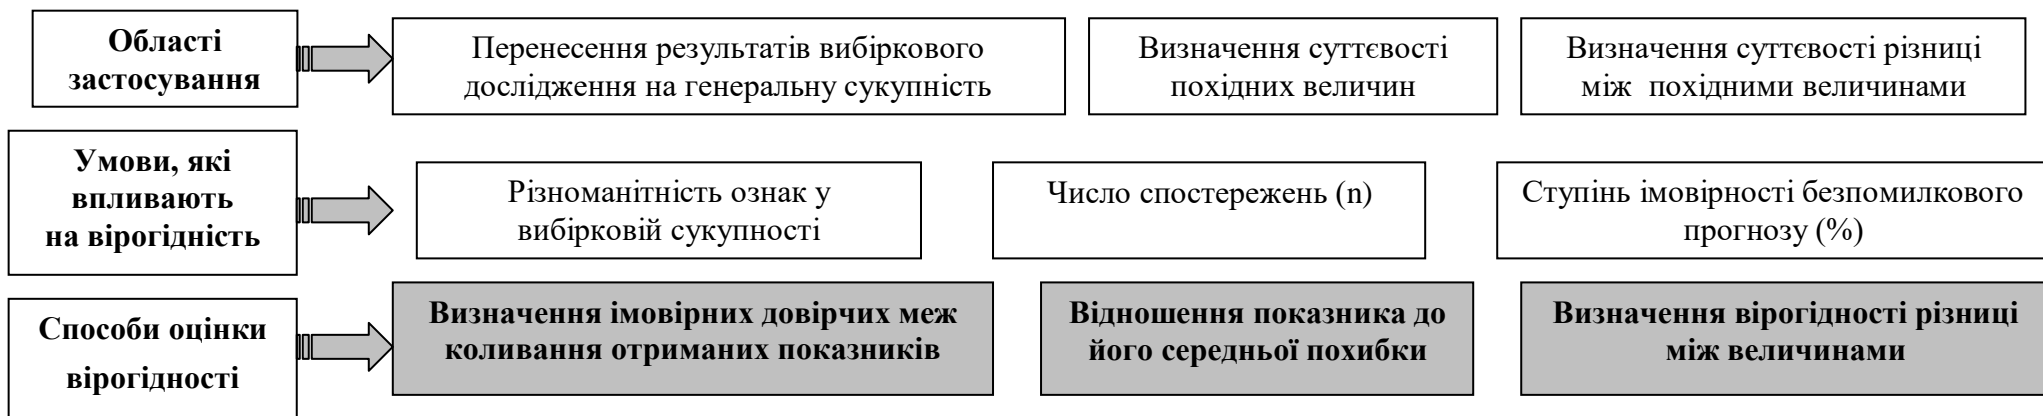 Області
застосування
Перенесення результатів вибіркового
дослідження на генеральну сукупність
Визначення суттєвості
похідних величин
Визначення суттєвості різниці
між похідними величинами
Умови, які
впливають
на вірогідність
Різноманітність ознак у
вибірковій сукупності
Число спостережень (n)
Ступінь імовірності безпомилкового
прогнозу (%)
Способи оцінки
вірогідності
Визначення імовірних довірчих меж
коливання отриманих показників
Відношення показника до
його середньої похибки
Визначення вірогідності різниці
між величинами